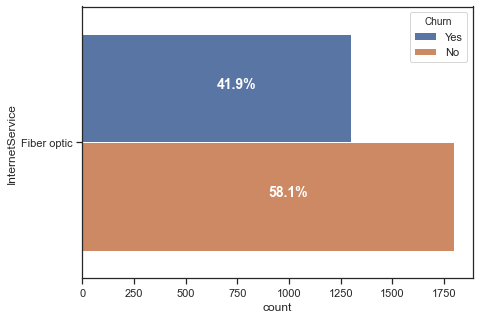 Churn
Yes
No
41.9%
InternetService
Fiber optic
58.1%
0 250 500 750 1000 1250 1500 1750
count